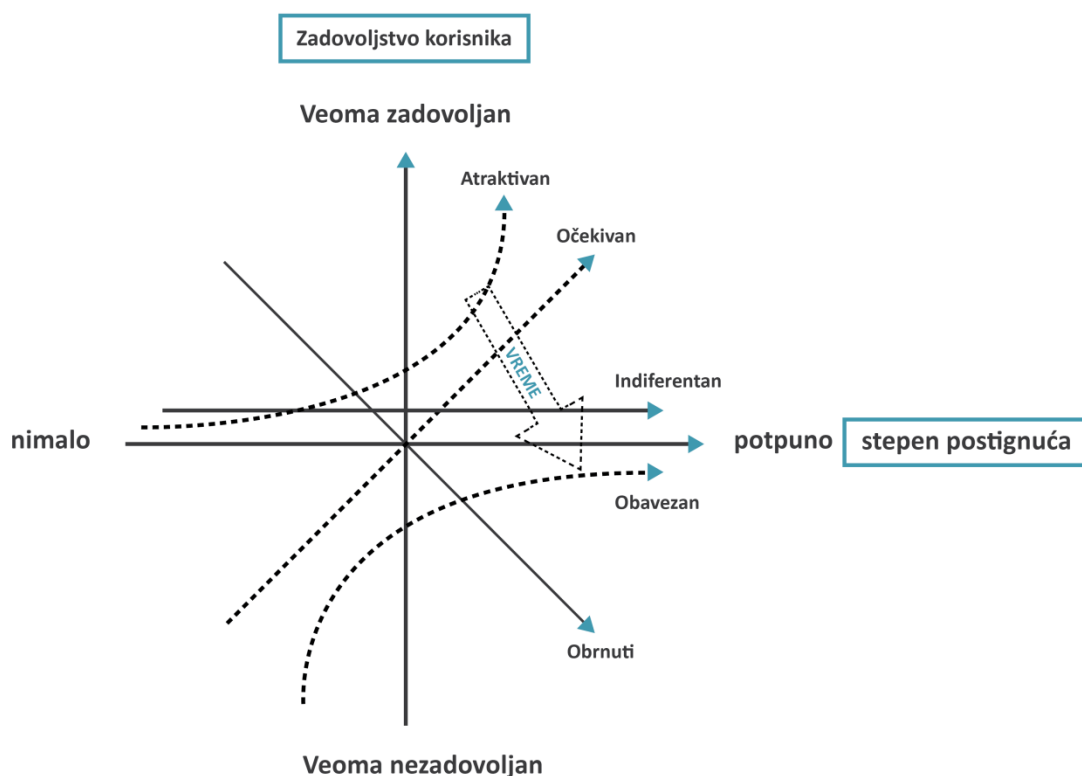 Zadovoljstvo korisnika
Veoma zadovoljan
Atraktivan
Očekivan
VREME
Indiferentan
nimalo
potpuno
stepen postignuća
Obavezan
Obrnuti
Veoma nezadovoljan